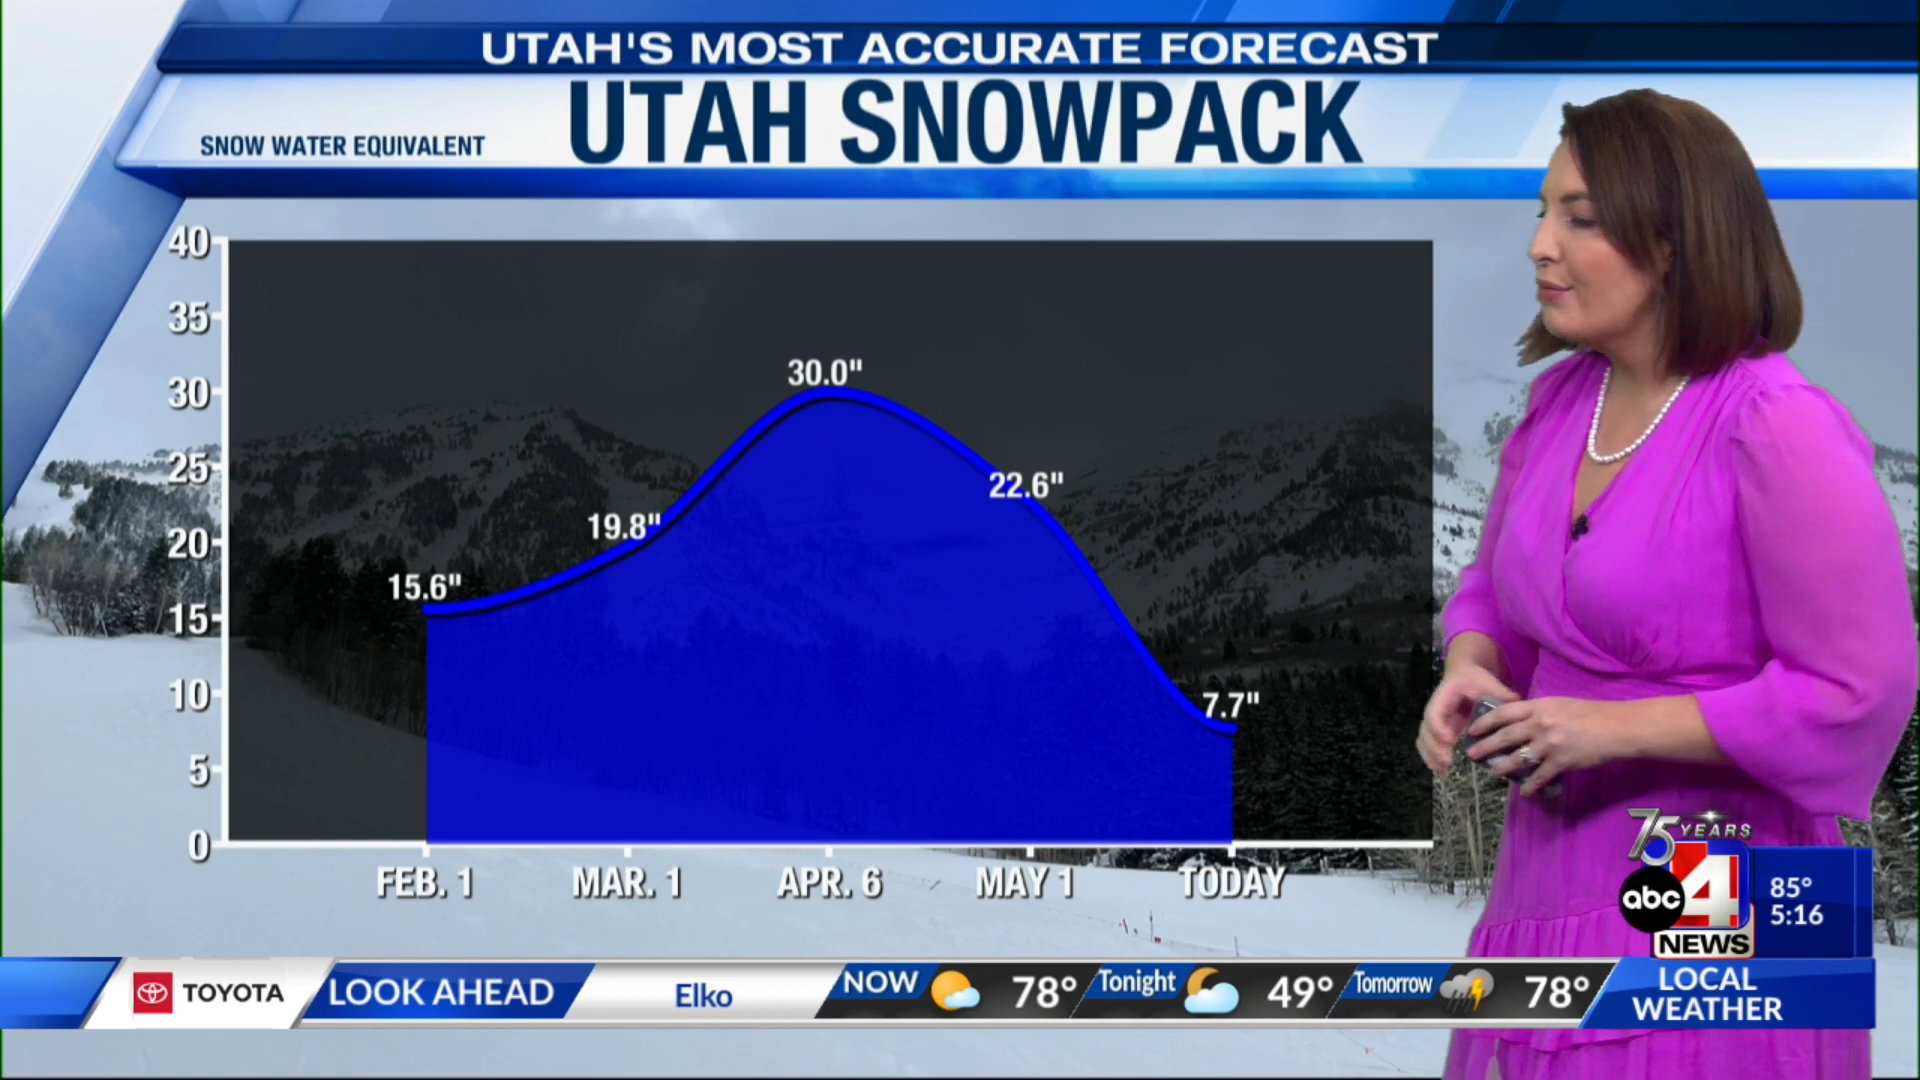 UTAH'S MOST ACCURATE FORECAST
UTAH SNOWPACK
SNOW WATER EQUIVALENT
40
35
30
25
20
15
10
5
0
15.6"
19.8"
30.0"
22.6"
7.7"
FEB. 1
MAR. 1
APR. 6
MAY 1
TODAY
75 YEARS
abc 4
NEWS
85°
5:16
TOYOTA
LOOK AHEAD
Elko
NOW 78°
Tonight 49°
Tomorrow 78°
LOCAL
WEATHER